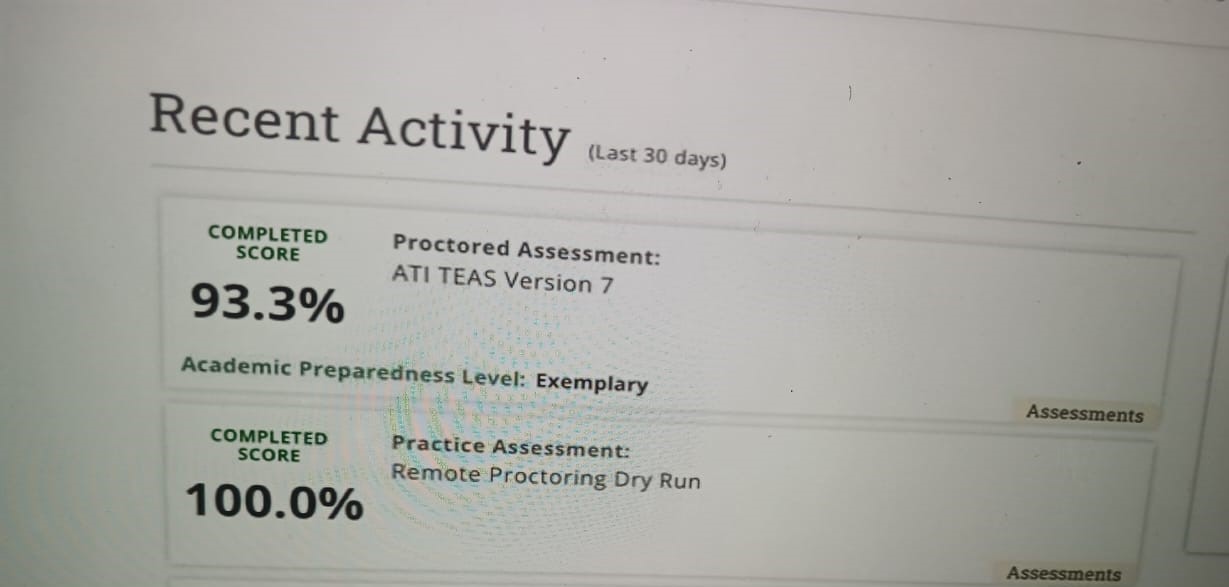 Recent Activity (Last 30 days)
COMPLETED
SCORE
93.3%
Proctored Assessment:
ATI TEAS Version 7
Academic Preparedness Level: Exemplary
Assessments
COMPLETED
SCORE
100.0%
Practice Assessment:
Remote Proctoring Dry Run
Assessments